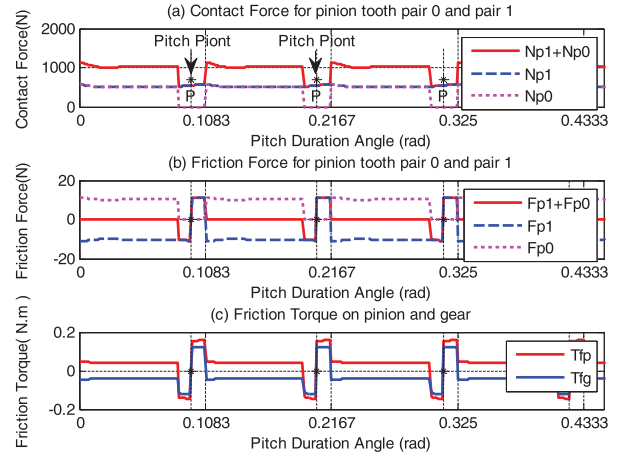 (a) Contact Force for pinion tooth pair 0 and pair 1
Contact Force(N)
2000
1000
0
Pitch Piont
Pitch Piont
P
P
P
Np1+Np0
Np1
Np0
0
0.1083
0.2167
0.325
0.4333
Pitch Duration Angle (rad)
(b) Friction Force for pinion tooth pair 0 and pair 1
Friction Force(N)
20
0
-20
Fp1+Fp0
Fp1
Fp0
0
0.1083
0.2167
0.325
0.4333
Pitch Duration Angle (rad)
(c) Friction Torque on pinion and gear
Friction Torque( N.m )
0.2
0
-0.2
Tfp
Tfg
0
0.1083
0.2167
0.325
0.4333
Pitch Duration Angle (rad)